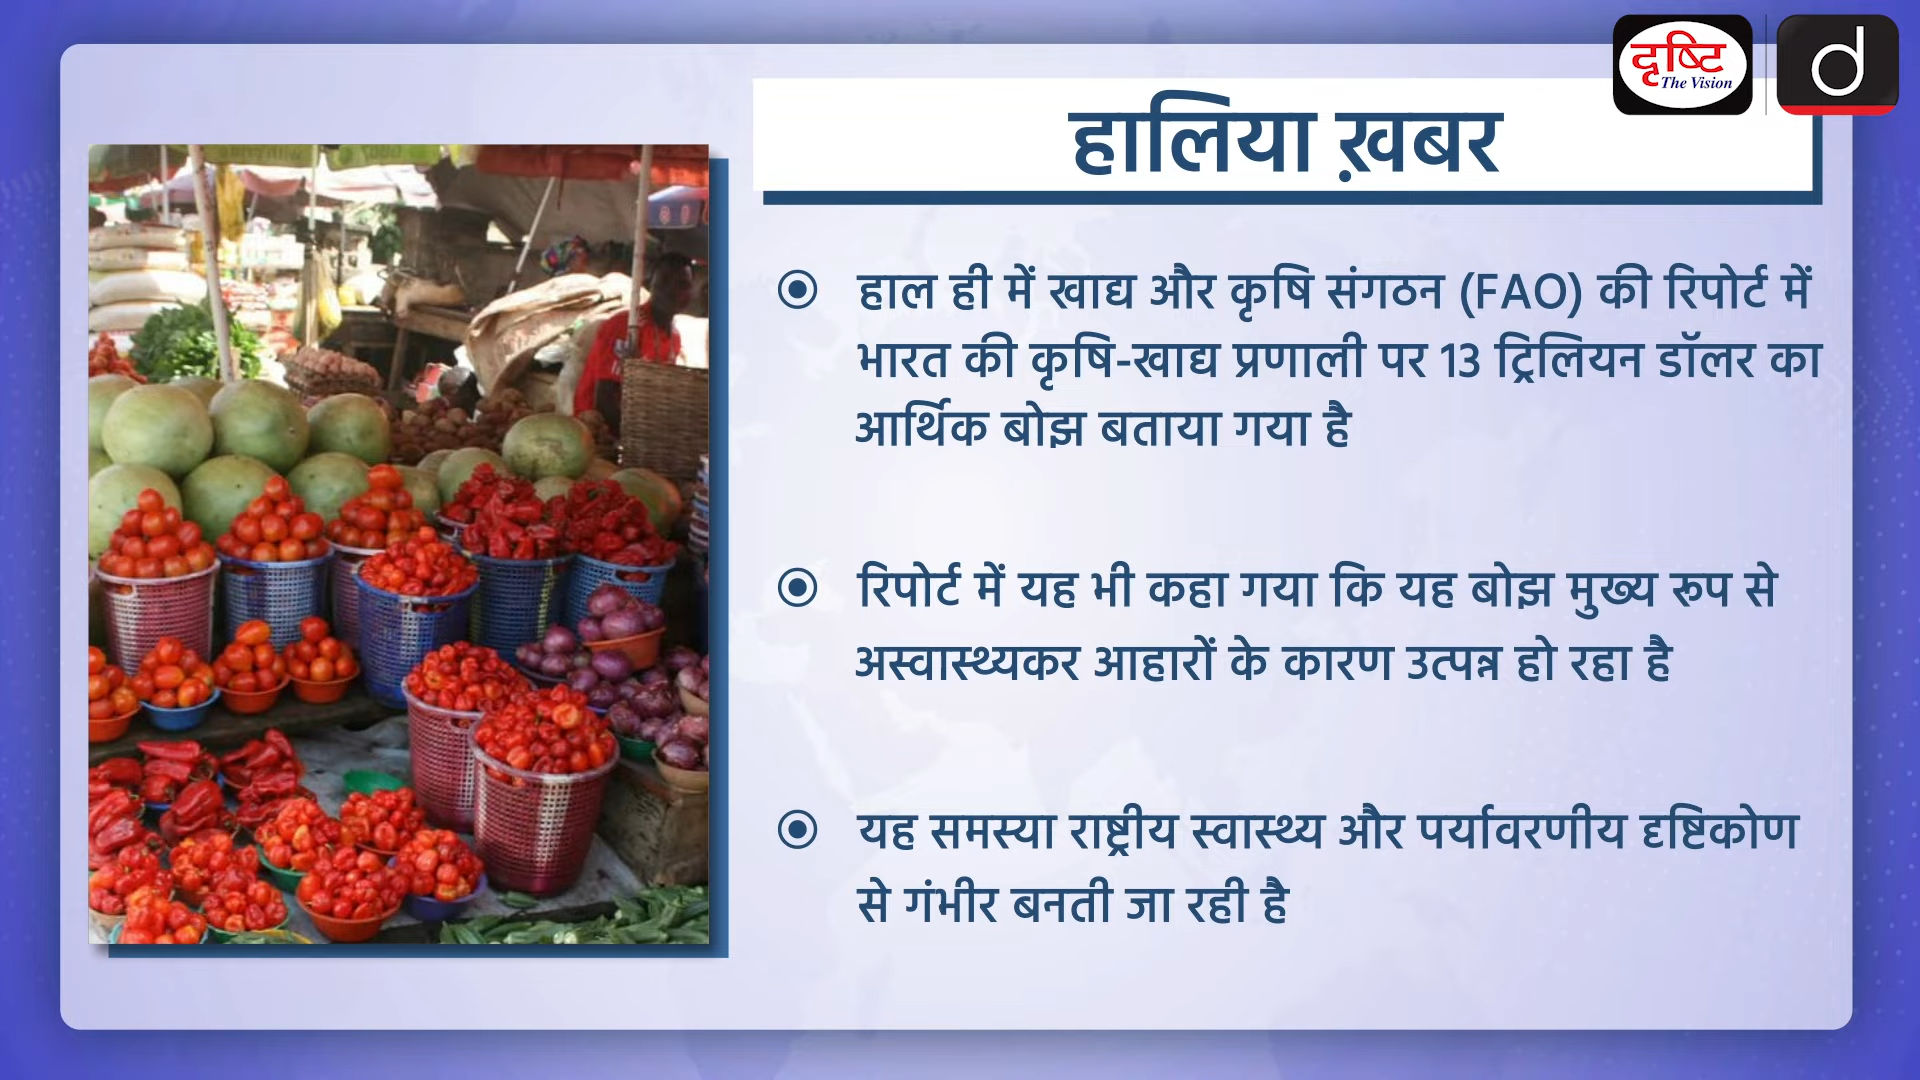 दृष्टि
The Vision
d
हालिया ख़बर
हाल ही में खाद्य और कृषि संगठन (FAO) की रिपोर्ट में
भारत की कृषि-खाद्य प्रणाली पर 13 ट्रिलियन डॉलर का
आर्थिक बोझ बताया गया है
रिपोर्ट में यह भी कहा गया कि यह बोझ मुख्य रूप से
अस्वास्थ्यकर आहारों के कारण उत्पन्न हो रहा है
यह समस्या राष्ट्रीय स्वास्थ्य और पर्यावरणीय दृष्टिकोण
से गंभीर बनती जा रही है